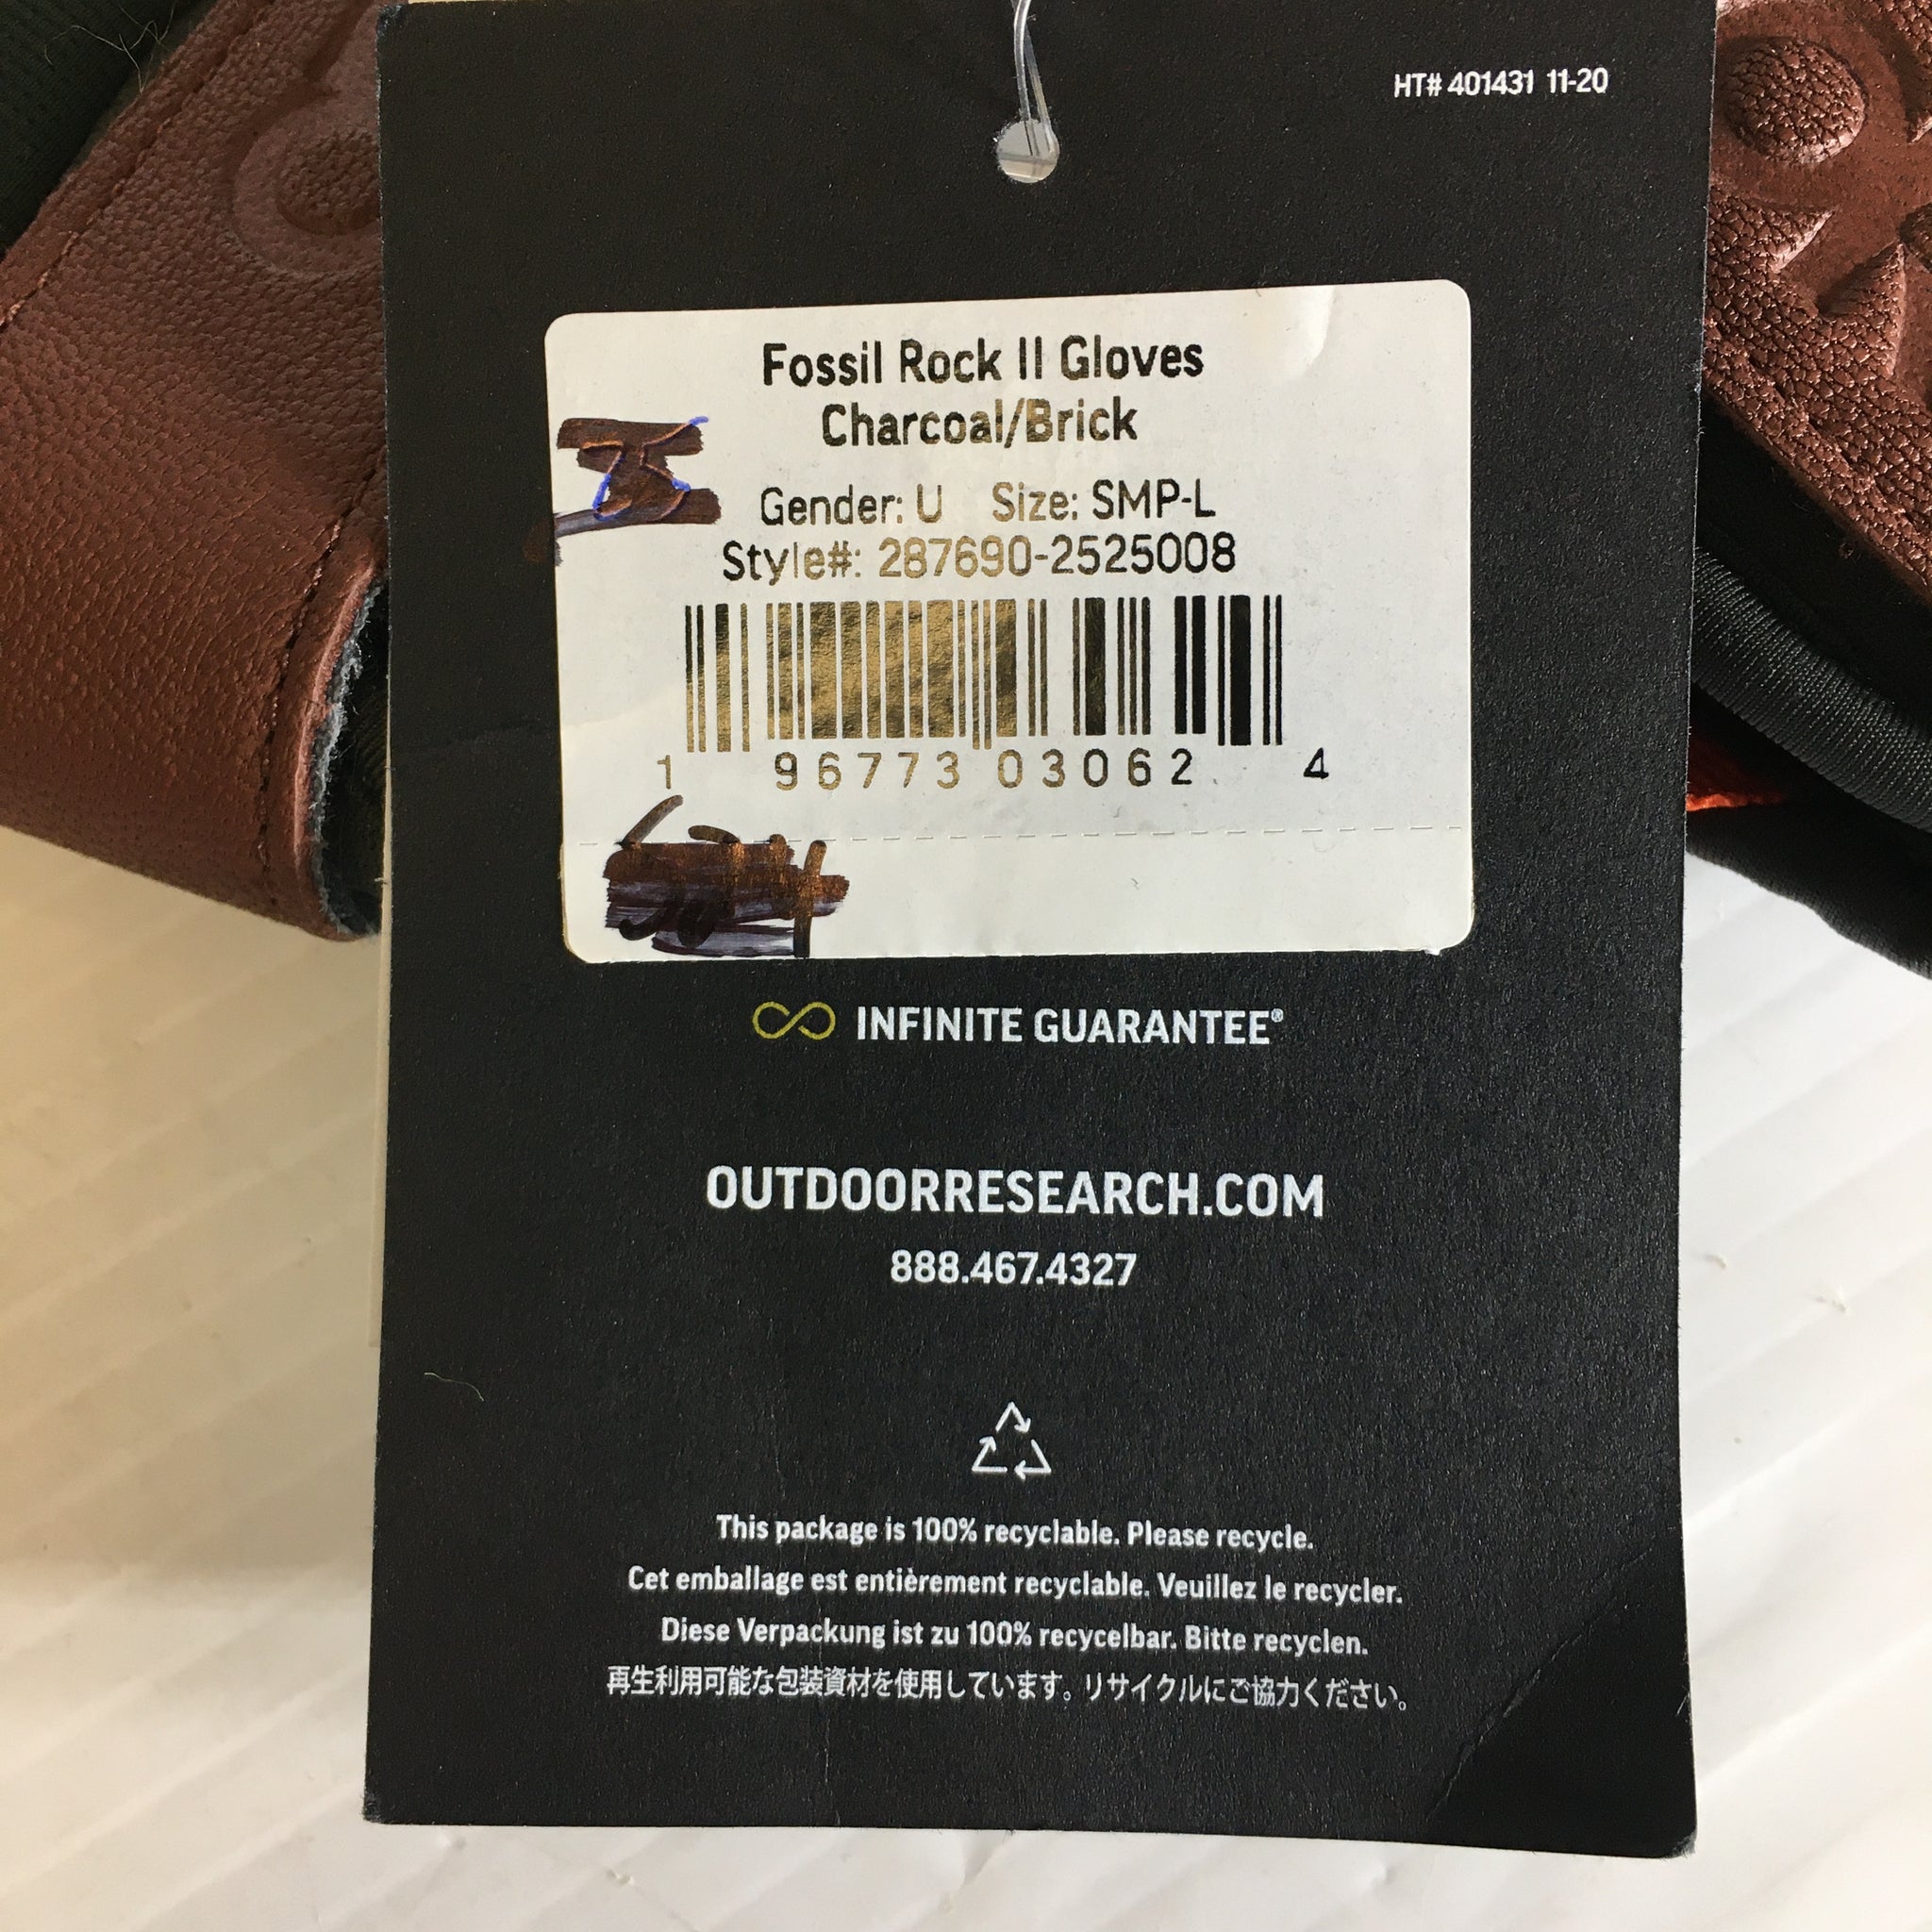 HT# 401431 11-20
Fossil Rock II Gloves
Charcoal/Brick
Gender: U Size: SMP-L
Style#: 287690-2525008
1 96773 03062 4
INFINITE GUARANTEE®
OUTDOORRESEARCH.COM
888.467.4327
This package is 100% recyclable. Please recycle.
Cet emballage est entièrement recyclable. Veuillez le recycler.
Diese Verpackung ist zu 100% recycelbar. Bitte recyclen.
再生利用可能な包装資材を使用しています。リサイクルにご協力ください。